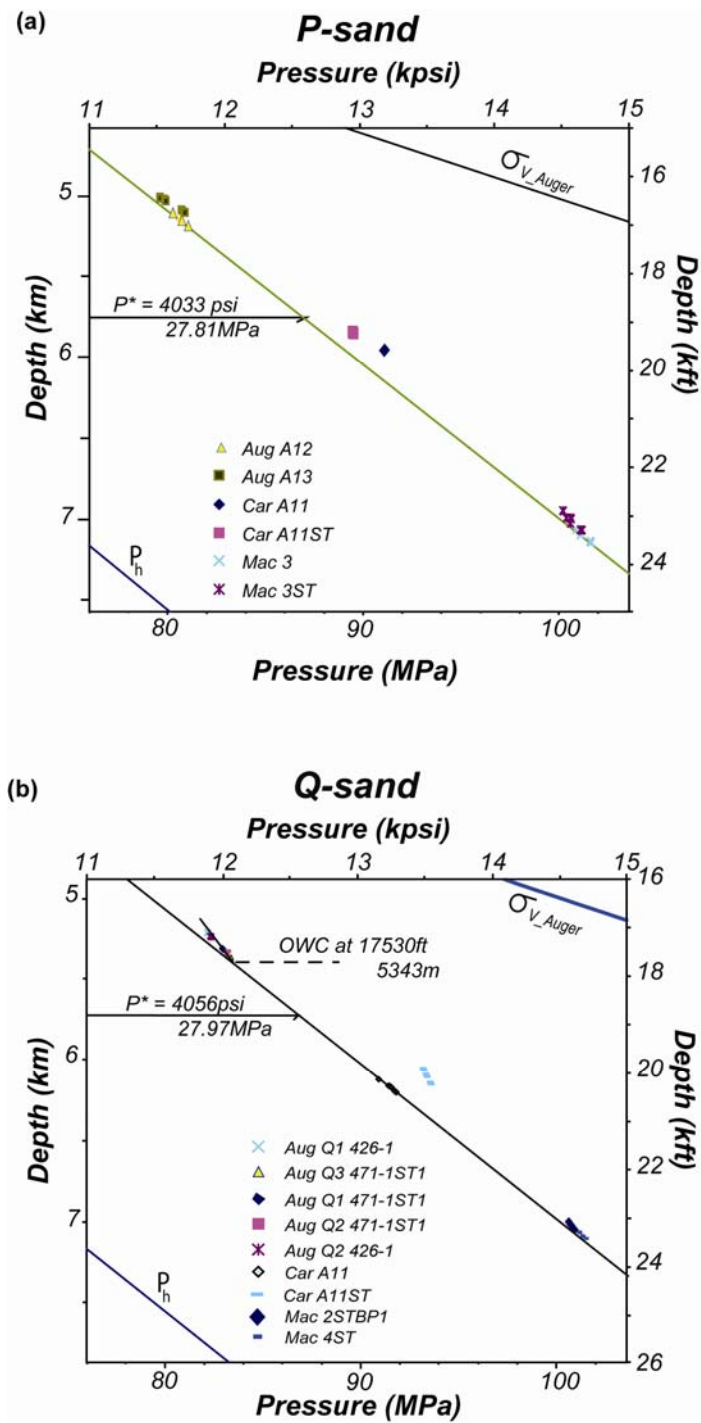 (a)
P-sand
Pressure (kpsi)
11 12 13 14 15
σV_Auger
16
5
18
P* = 4033 psi
27.81MPa
Depth (km)
Depth (kft)
6
20
Aug A12
Aug A13
22
Car A11
Car A11ST
7
Mac 3
24
Ph
Mac 3ST
80 90 100
Pressure (MPa)
(b)
Q-sand
Pressure (kpsi)
11 12 13 14 15
5
16
σV_Auger
OWC at 17530ft
5343m
18
P* = 4056psi
27.97MPa
Depth (km)
Depth (kft)
6
20
Aug Q1 426-1
22
Aug Q3 471-1ST1
Aug Q1 471-1ST1
7
Aug Q2 471-1ST1
Aug Q2 426-1
Car A11
24
Ph
Car A11ST
Mac 2STBP1
Mac 4ST
26
80 90 100
Pressure (MPa)